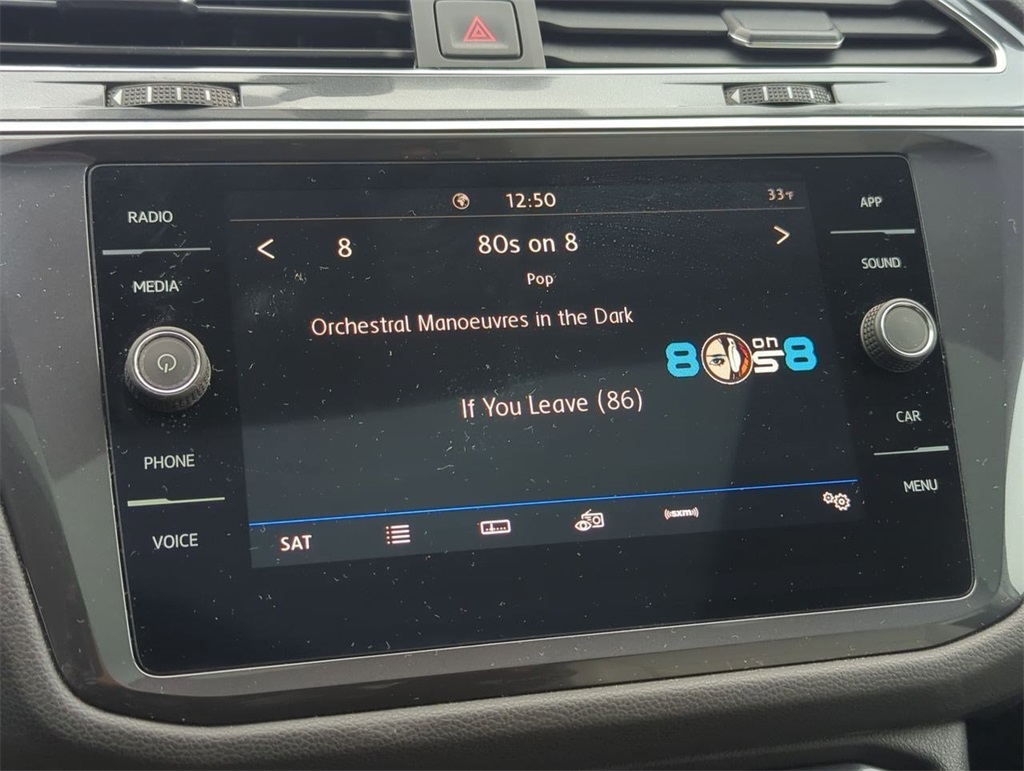 12:50
33°F
RADIO
MEDIA
PHONE
VOICE
8
80s on 8
Pop
Orchestral Manoeuvres in the Dark
80s on 8
If You Leave (86)
SAT
((sxm))
APP
SOUND
CAR
MENU